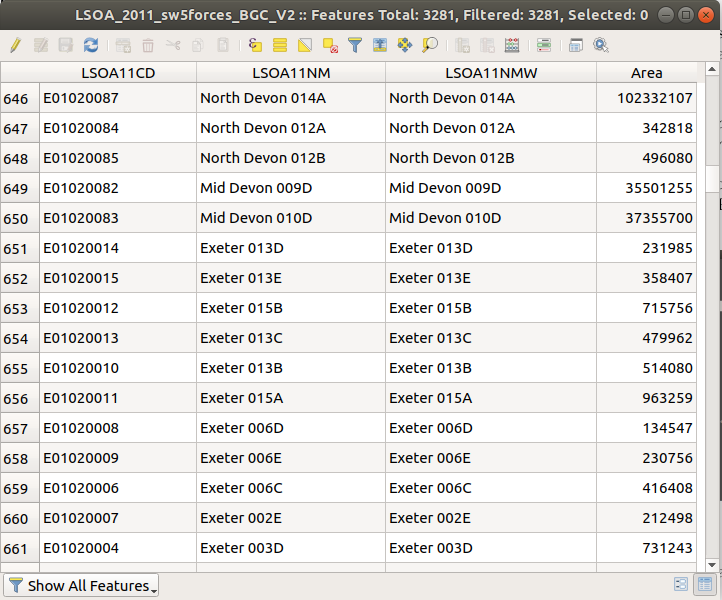 LSOA_2011_sw5forces_BGC_V2 :: Features Total: 3281, Filtered: 3281, Selected: 0
LSOA11CD LSOA11NM LSOA11NMW Area
646 E01020087 North Devon 014A North Devon 014A 102332107
647 E01020084 North Devon 012A North Devon 012A 342818
648 E01020085 North Devon 012B North Devon 012B 496080
649 E01020082 Mid Devon 009D Mid Devon 009D 35501255
650 E01020083 Mid Devon 010D Mid Devon 010D 37355700
651 E01020014 Exeter 013D Exeter 013D 231985
652 E01020015 Exeter 013E Exeter 013E 358407
653 E01020012 Exeter 015B Exeter 015B 715756
654 E01020013 Exeter 013C Exeter 013C 479962
655 E01020010 Exeter 013B Exeter 013B 514080
656 E01020011 Exeter 015A Exeter 015A 963259
657 E01020008 Exeter 006D Exeter 006D 134547
658 E01020009 Exeter 006E Exeter 006E 230756
659 E01020006 Exeter 006C Exeter 006C 416408
660 E01020007 Exeter 002E Exeter 002E 212498
661 E01020004 Exeter 003D Exeter 003D 731243
Show All Features